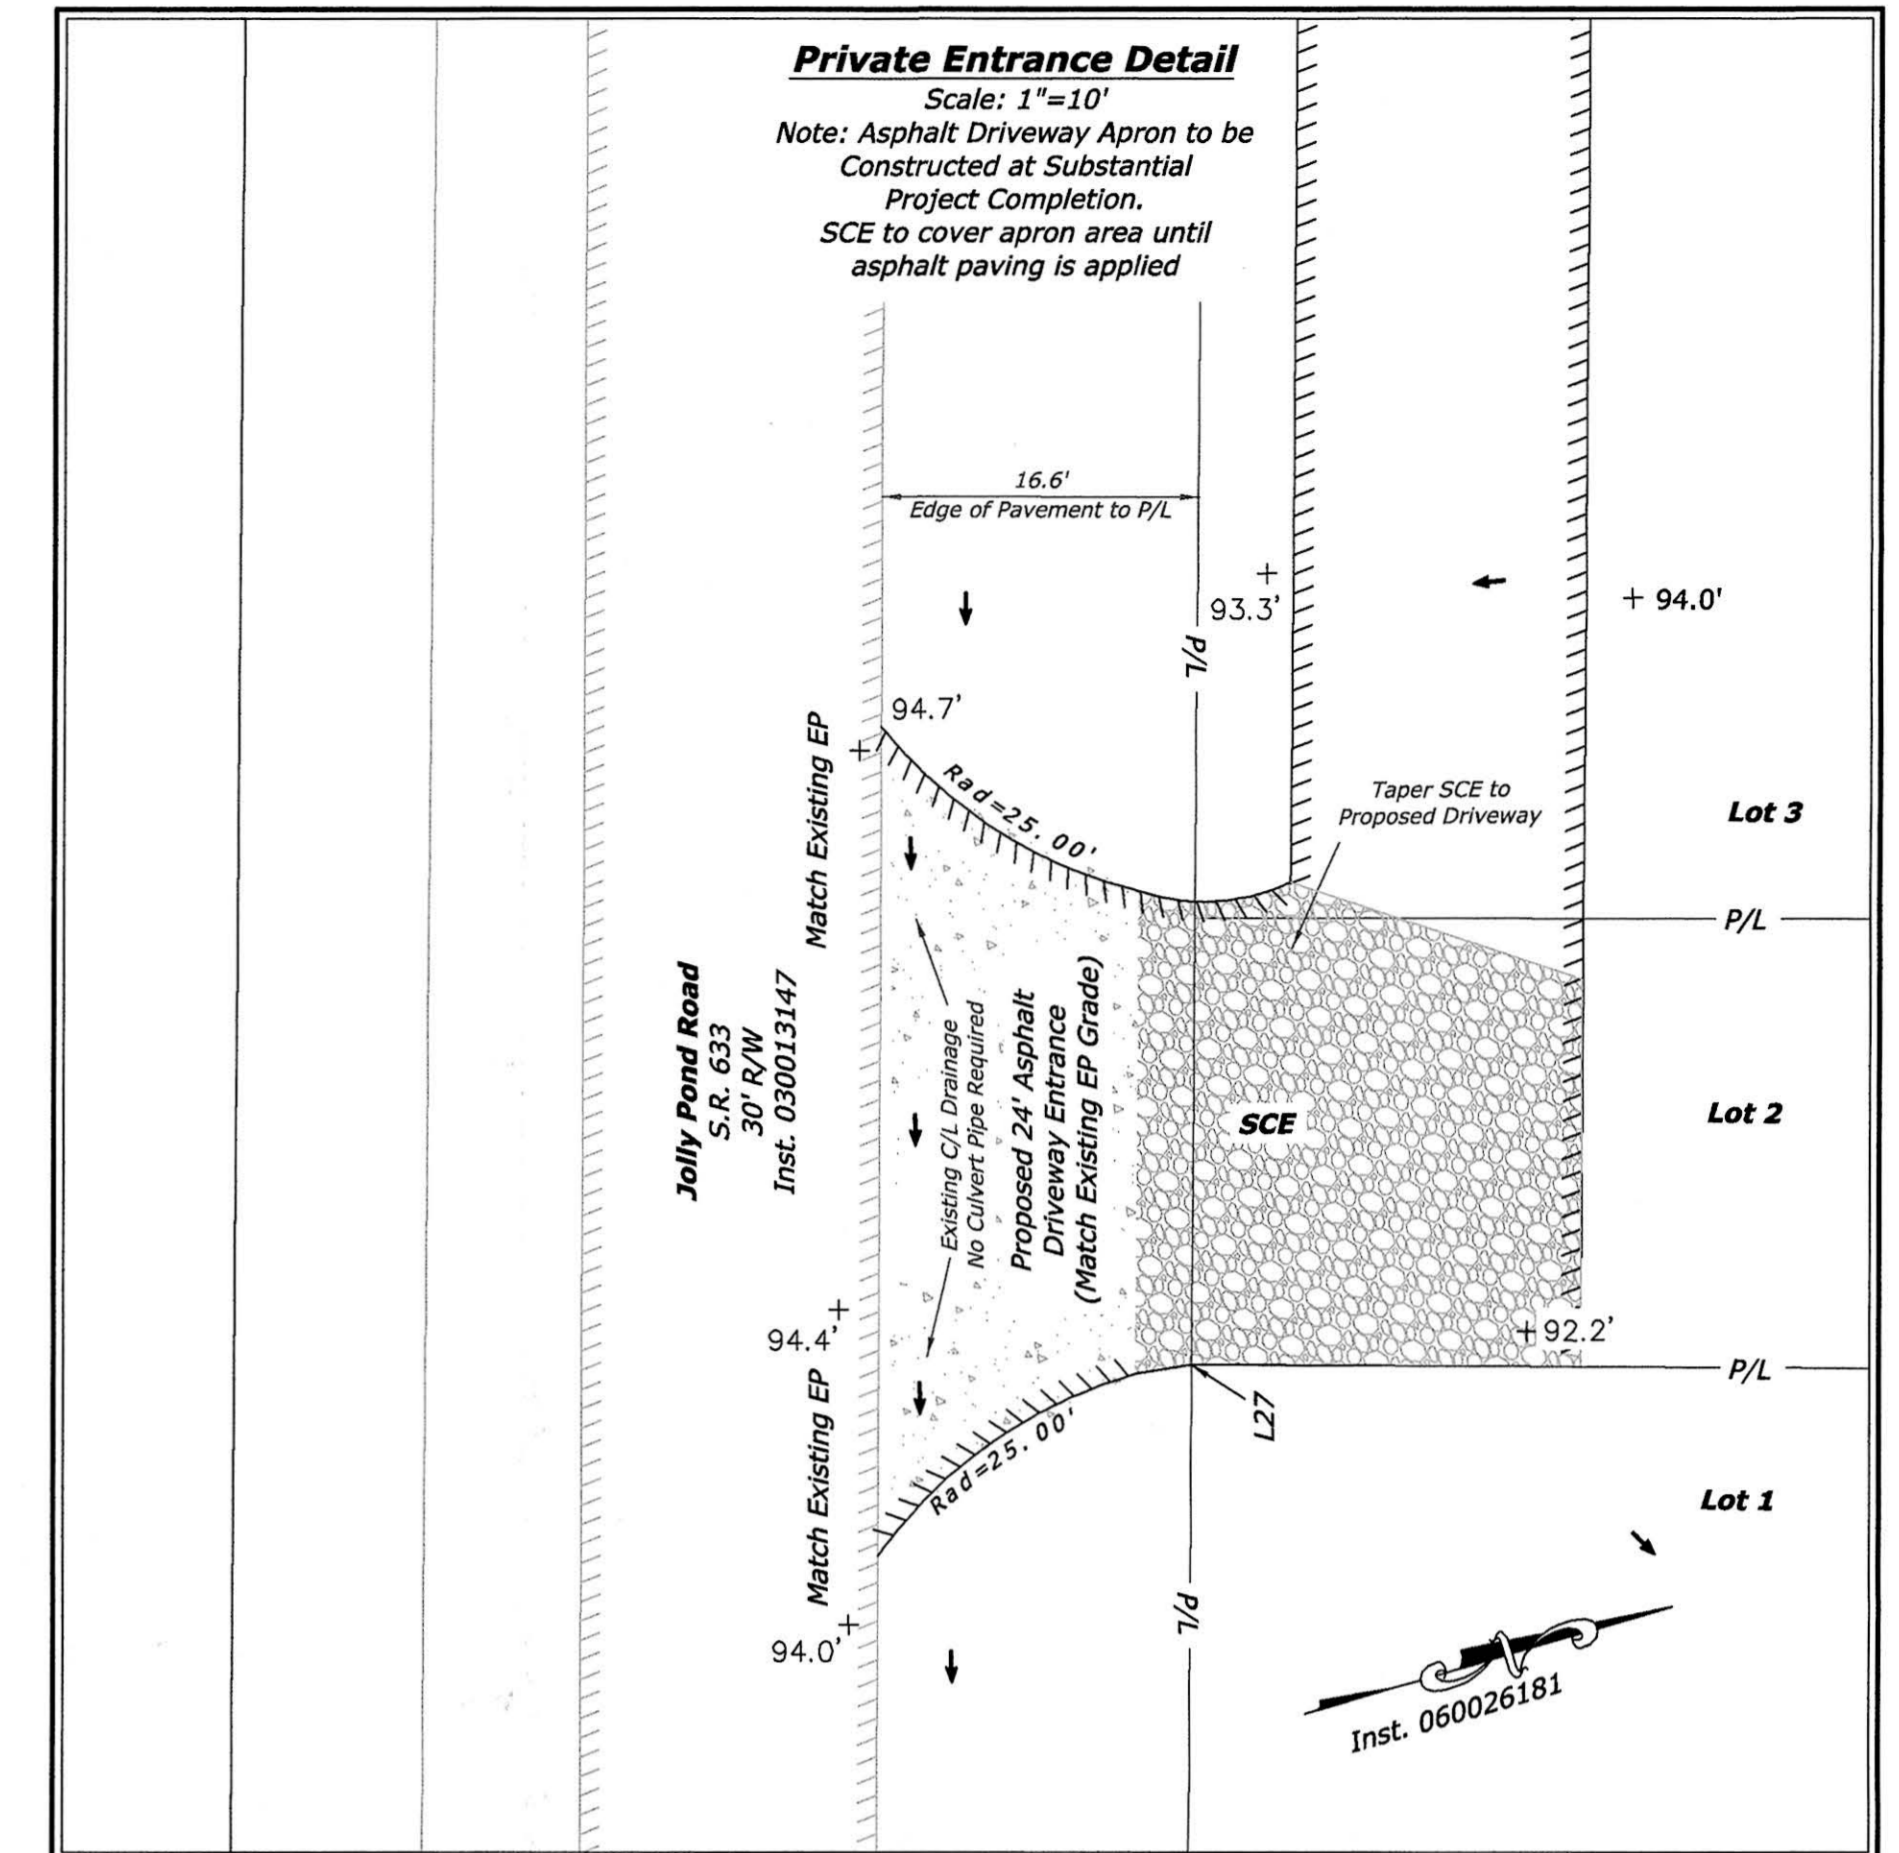 Private Entrance Detail
Scale: 1"=10'
Note: Asphalt Driveway Apron to be
Constructed at Substantial
Project Completion.
SCE to cover apron area until
asphalt paving is applied
16.6'
Edge of Pavement to P/L
93.3'
+ 94.0'
P/L
94.7'
Match Existing EP
Rad=25.00'
Taper SCE to
Proposed Driveway
Lot 3
P/L
Jolly Pond Road
S.R. 633
30' R/W
Inst. 030013147
Existing C/L Drainage
No Culvert Pipe Required
Proposed 24' Asphalt
Driveway Entrance
(Match Existing EP Grade)
SCE
Lot 2
94.4'
+92.2'
P/L
Match Existing EP
Rad=25.00'
L27
Lot 1
P/L
94.0'
N
Inst. 060026181